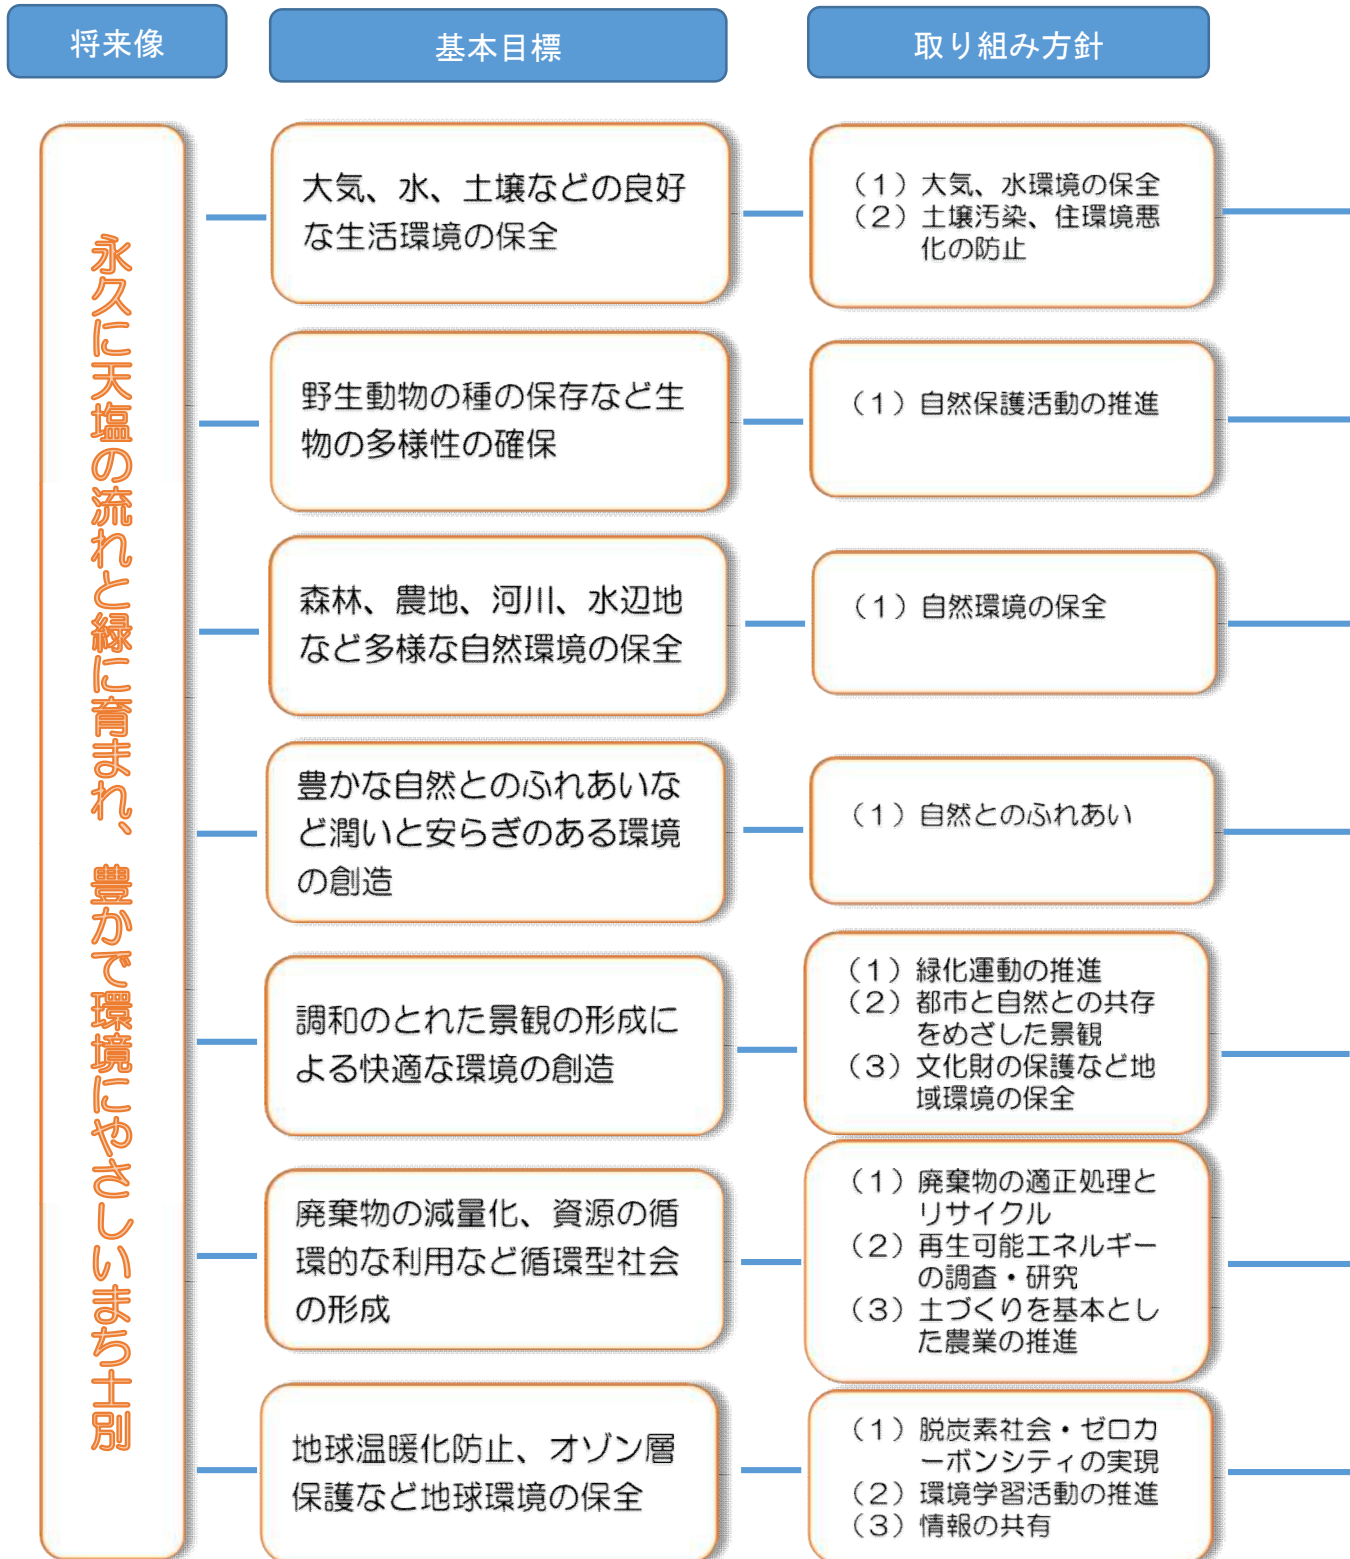 将来像
基本目標
取り組み方針
永久に天塩の流れと緑に育まれ、豊かで環境にやさしいまち士別
大気、水、土壌などの良好
な生活環境の保全
（１）大気、水環境の保全
（２）土壌汚染、住環境悪
化の防止
野生動物の種の保存など生
物の多様性の確保
（１）自然保護活動の推進
森林、農地、河川、水辺地
など多様な自然環境の保全
（１）自然環境の保全
豊かな自然とのふれあいな
ど潤いと安らぎのある環境
の創造
（１）自然とのふれあい
調和のとれた景観の形成に
よる快適な環境の創造
（１）緑化運動の推進
（２）都市と自然との共存
をめざした景観
（３）文化財の保護など地
域環境の保全
廃棄物の減量化、資源の循
環的な利用など循環型社会
の形成
（１）廃棄物の適正処理と
リサイクル
（２）再生可能エネルギー
の調査・研究
（３）土づくりを基本とし
た農業の推進
地球温暖化防止、オゾン層
保護など地球環境の保全
（１）脱炭素社会・ゼロカ
ーボンシティの実現
（２）環境学習活動の推進
（３）情報の共有